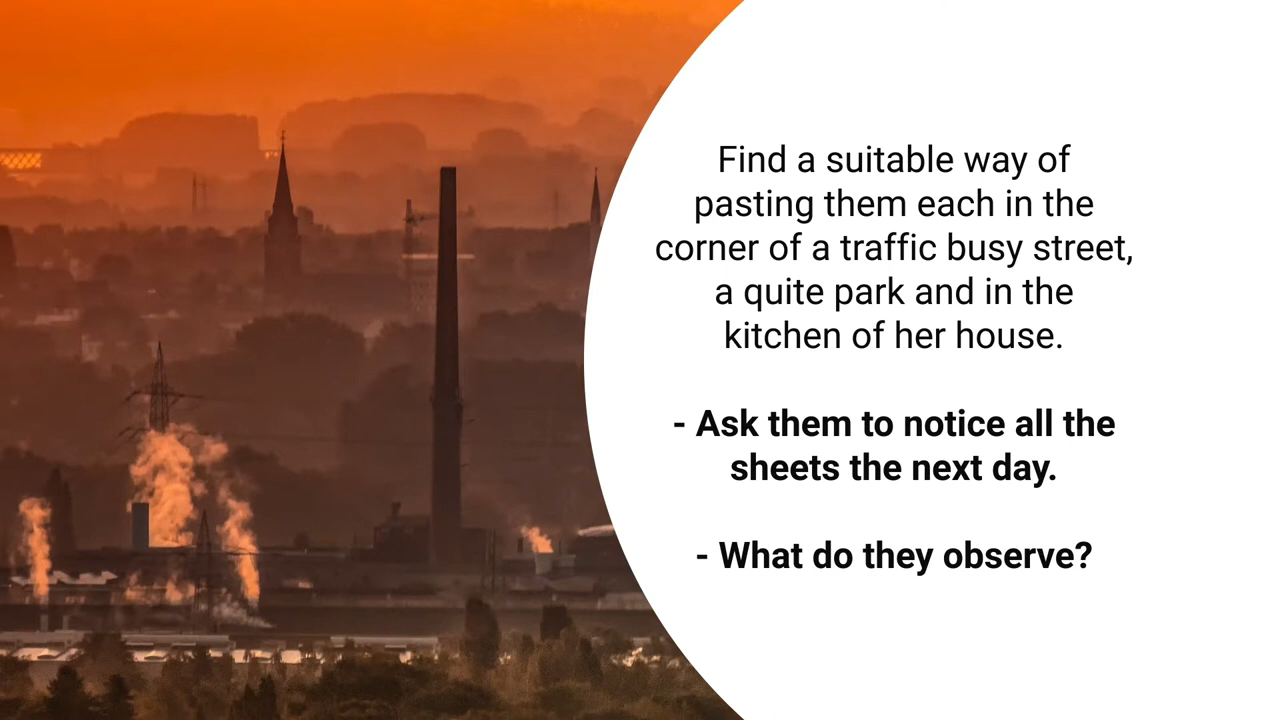 Find a suitable way of
pasting them each in the
corner of a traffic busy street,
a quite park and in the
kitchen of her house.
- Ask them to notice all the
sheets the next day.
- What do they observe?